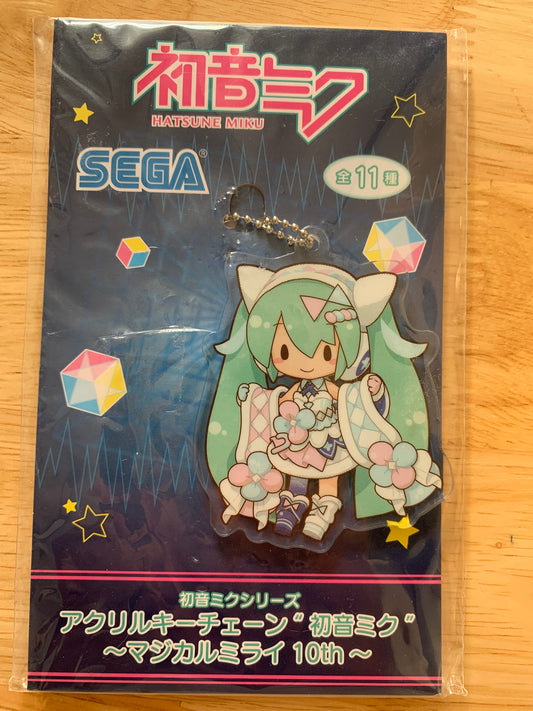 初音ミク
HATSUNE MIKU
SEGA®
全11種
初音ミクシリーズ
アクリルキーチェーン“初音ミク”
～マジカルミライ 10th～